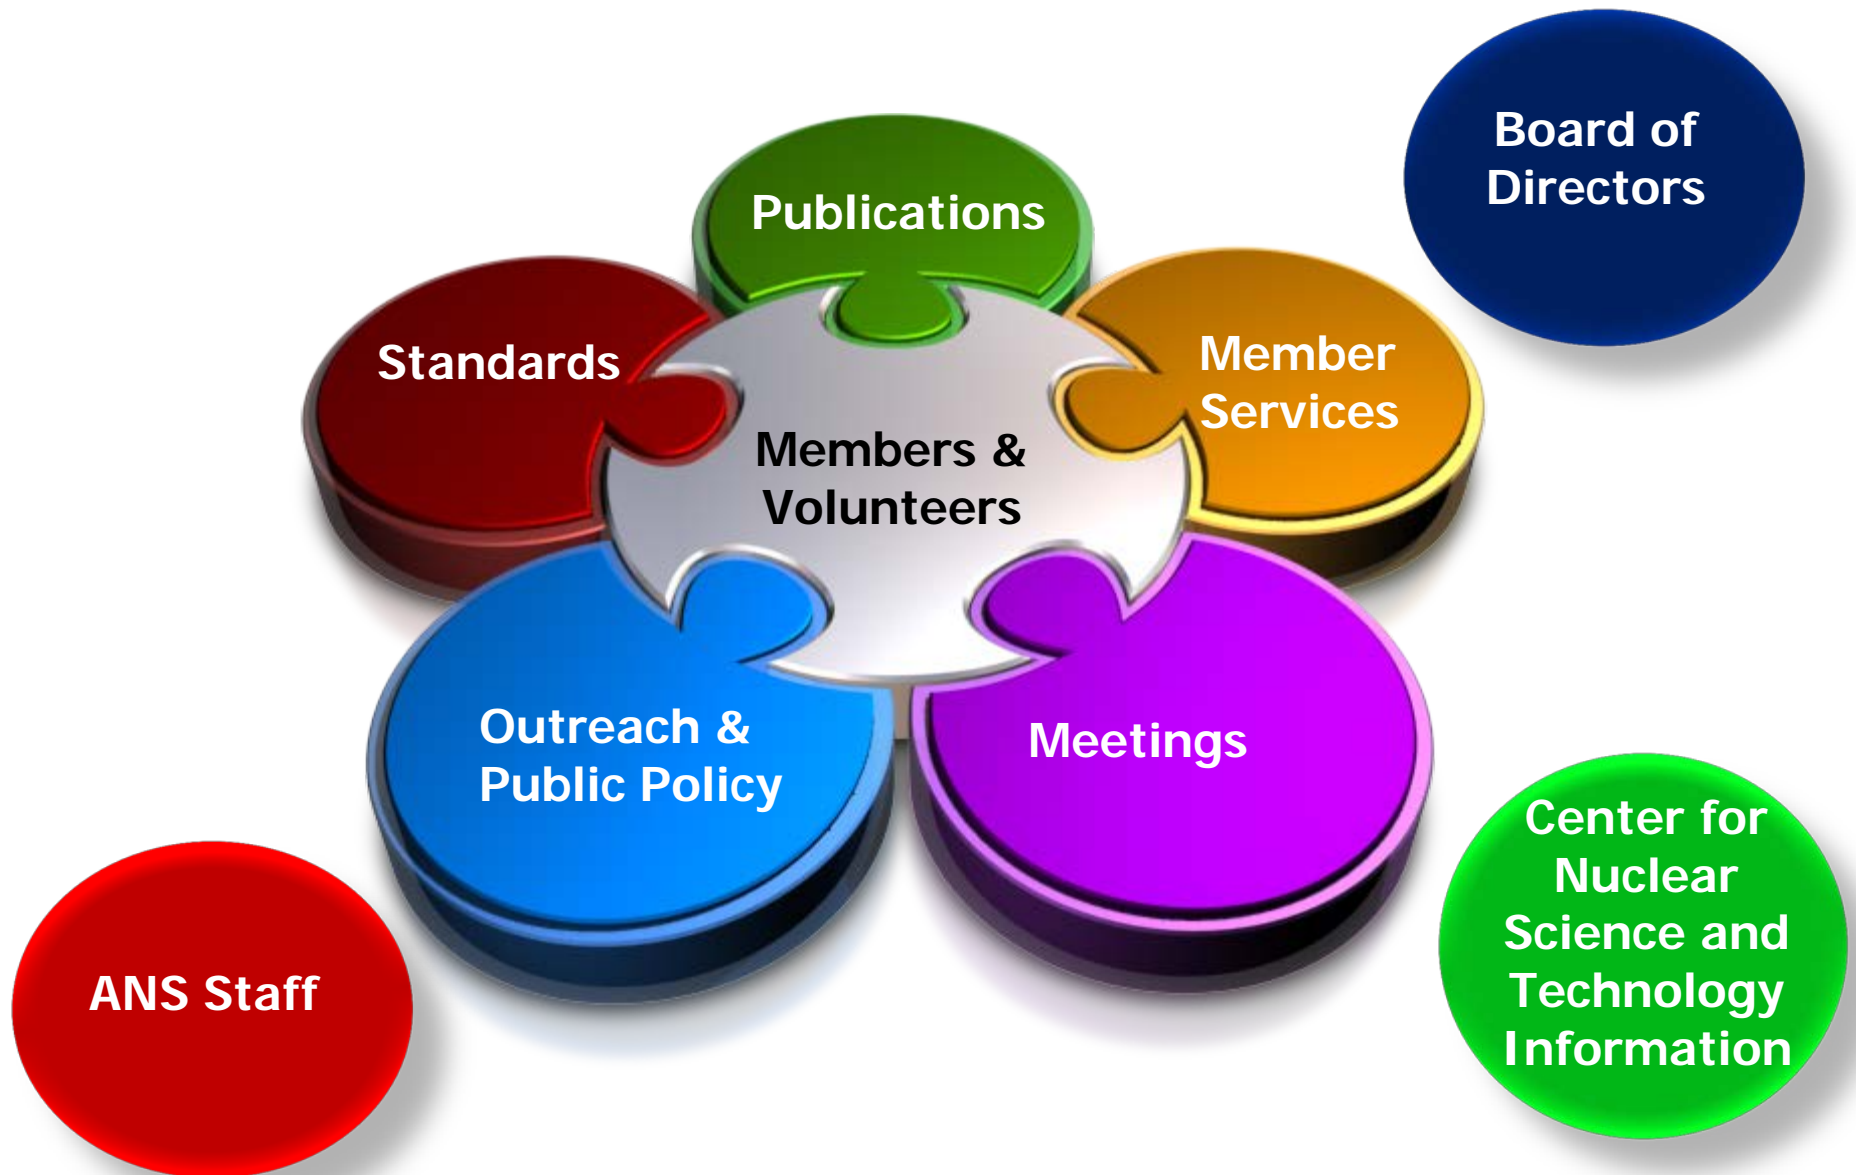 Board of
Directors
Publications
Standards
Member
Services
Members &
Volunteers
Outreach &
Public Policy
Meetings
ANS Staff
Center for
Nuclear
Science and
Technology
Information